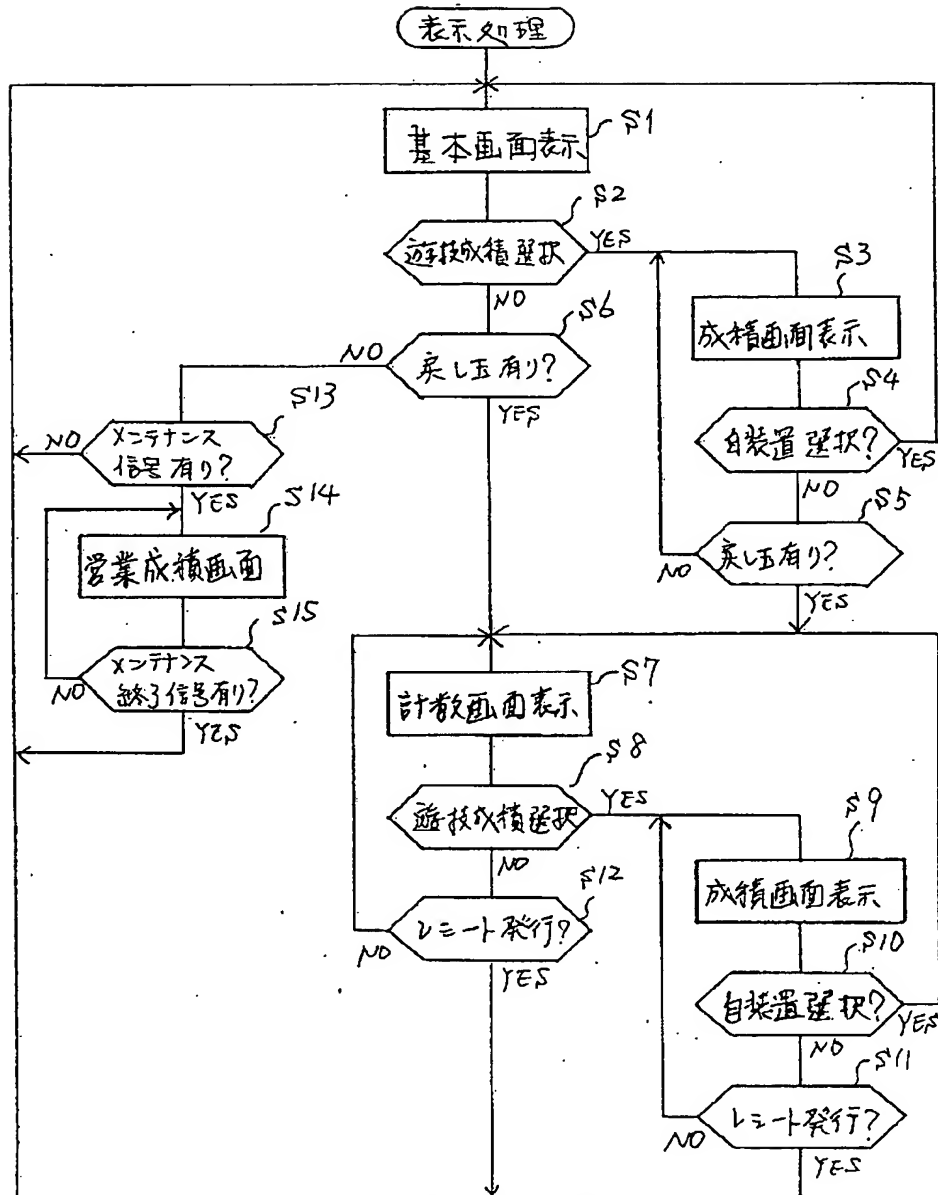 表示処理
基本画面表示
S1
遊技成績選択
S2
YES
NO
成績画面表示
S3
自装置選択?
S4
YES
NO
戻し玉有り?
S5
NO
YES
戻し玉有り?
S6
NO
YES
メンテナンス
信号有り?
S13
NO
YES
営業成積画面
S14
メンテナンス
終了信号有り?
S15
NO
YES
計数画面表示
S7
遊技成積選択
S8
YES
NO
成積画面表示
S9
自装置選択?
S10
YES
NO
レシート発行?
S11
NO
YES
レシート発行?
S12
NO
YES